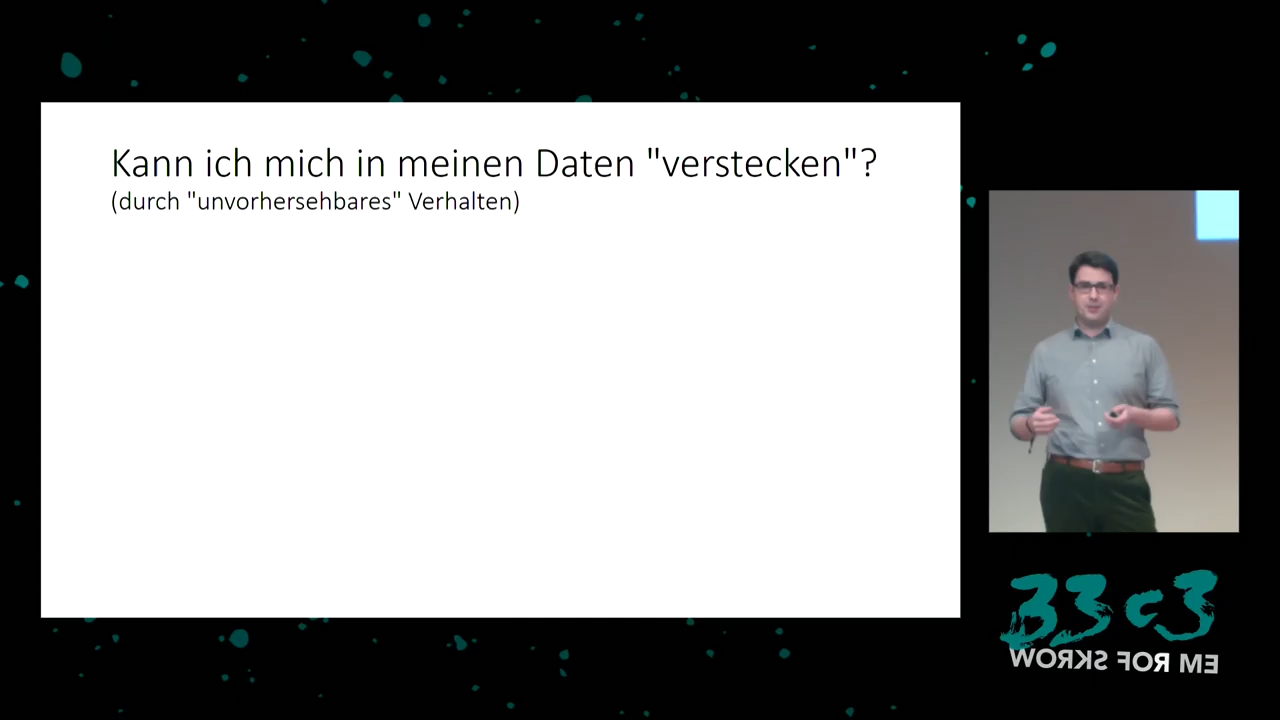 Kann ich mich in meinen Daten "verstecken"?
(durch "unvorhersehbares" Verhalten)
33c3
WORKS FOR ME